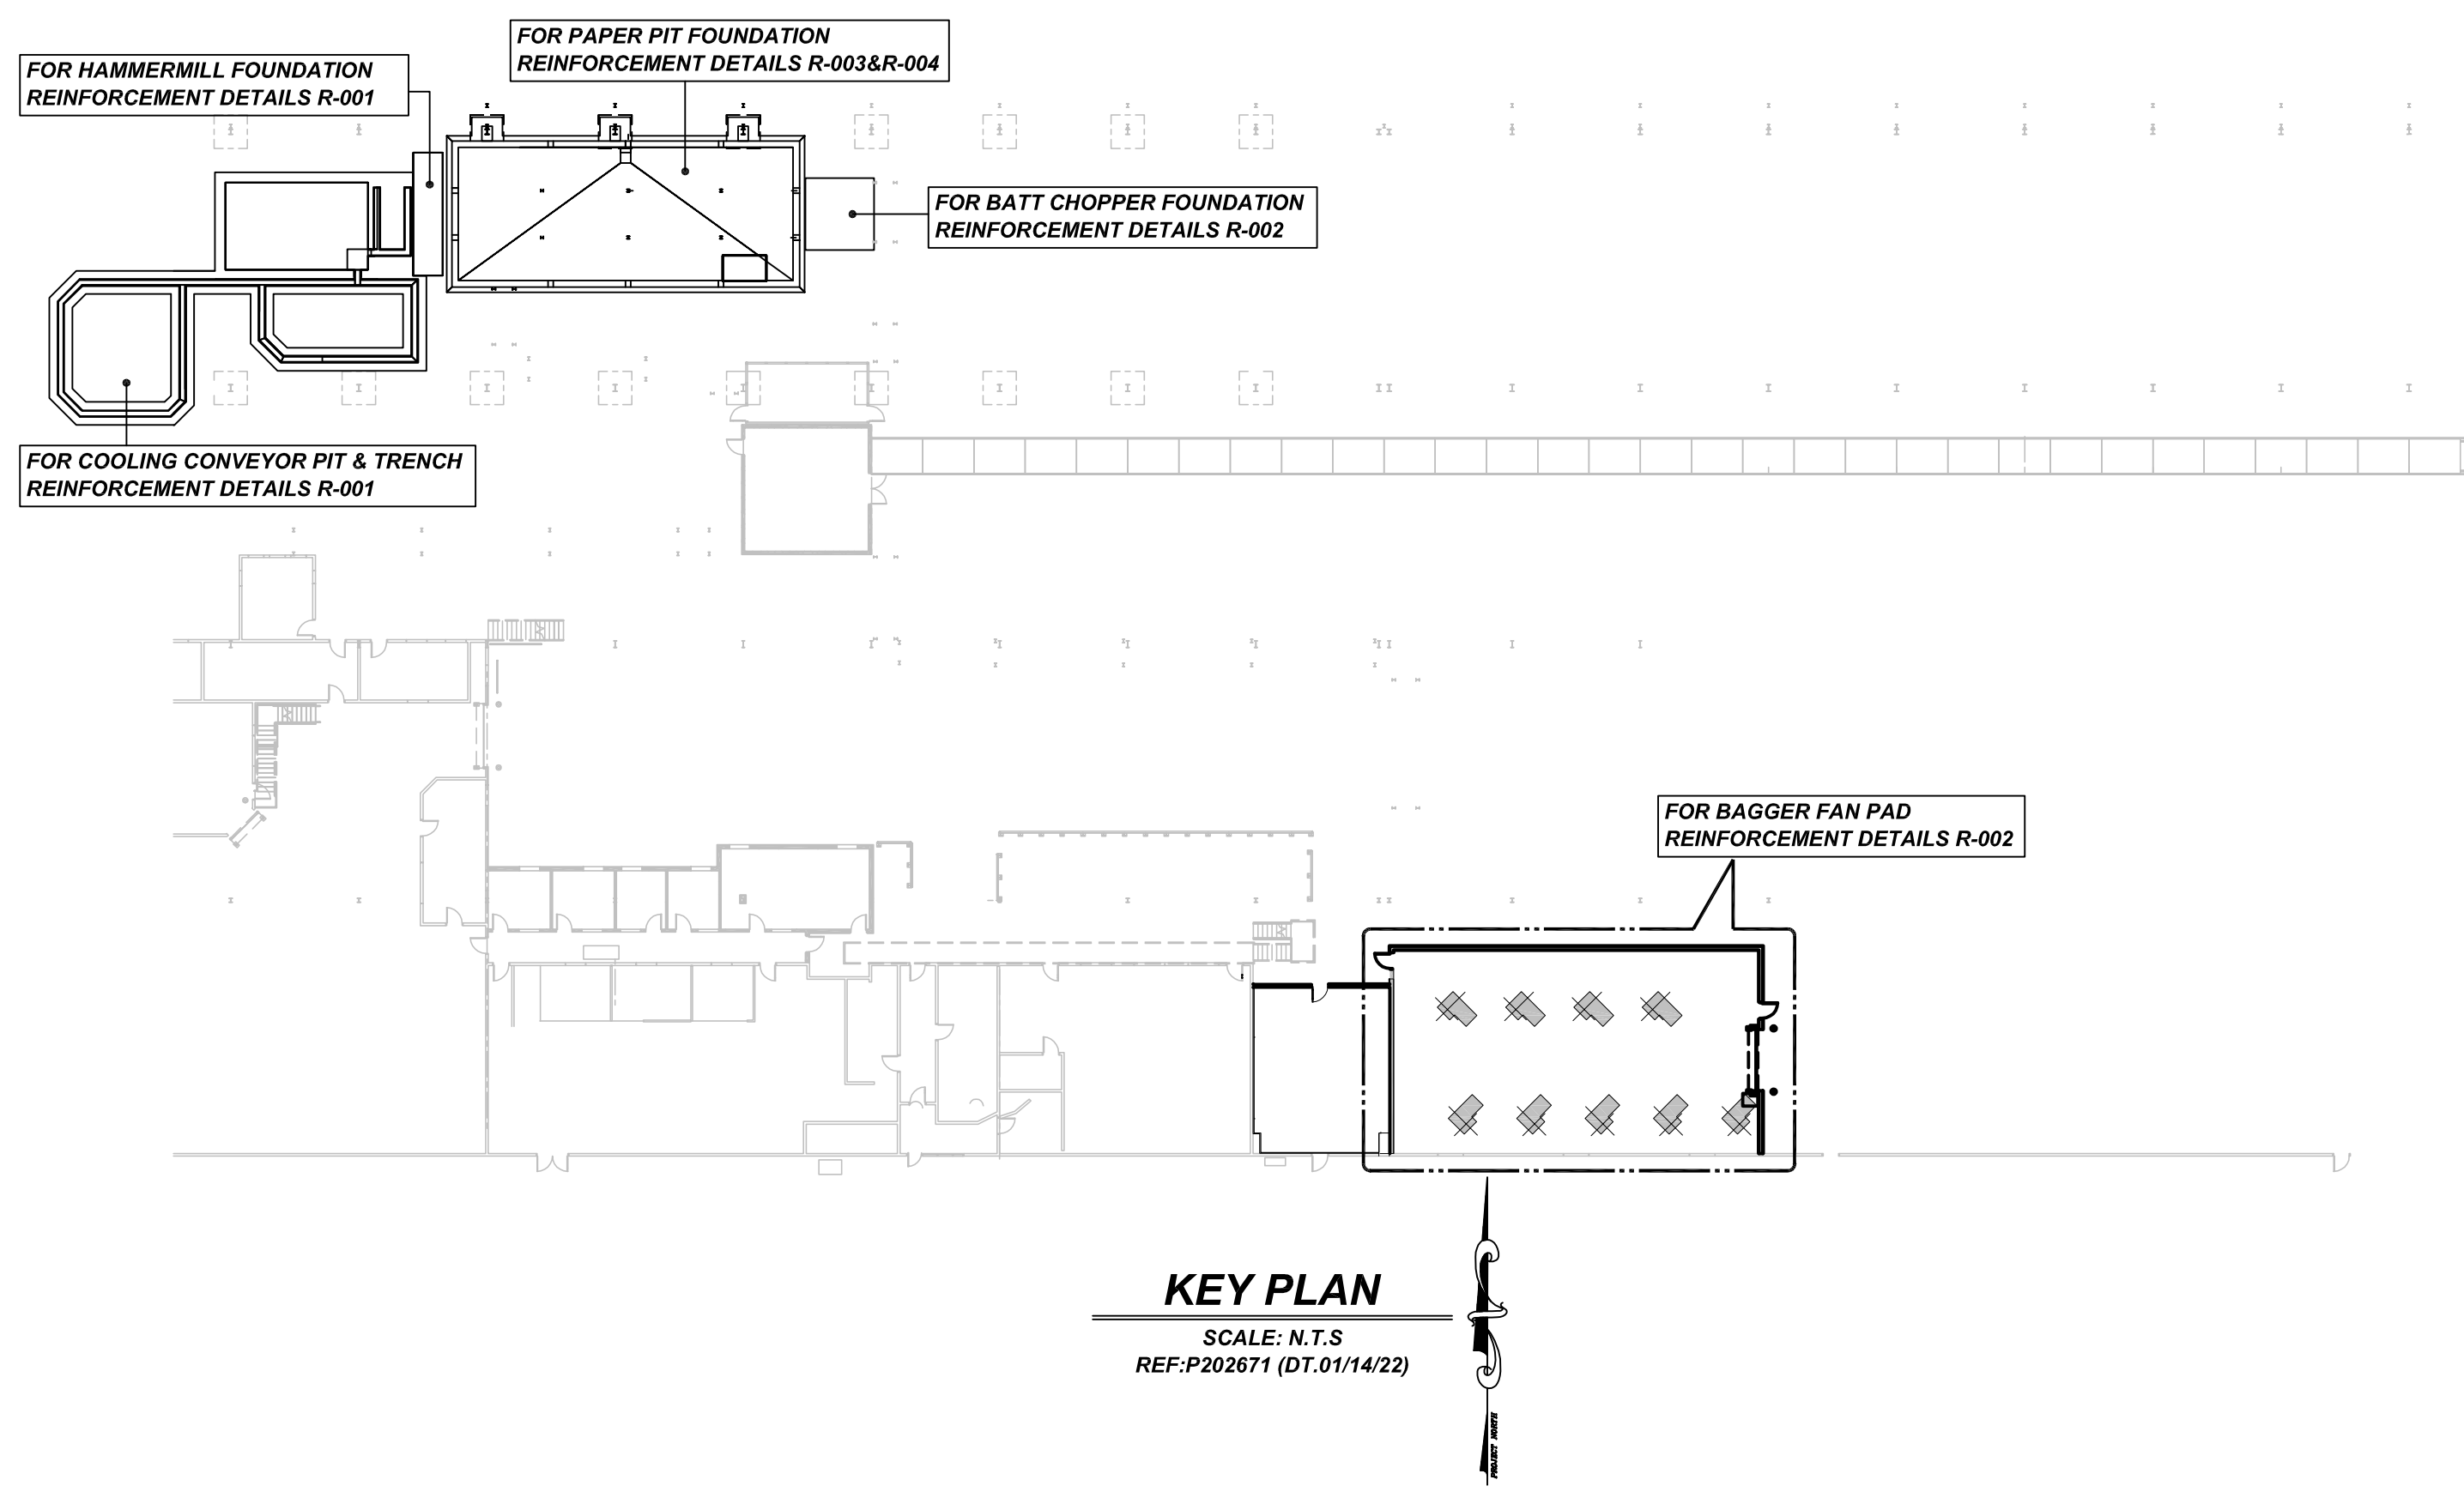 FOR PAPER PIT FOUNDATION
REINFORCEMENT DETAILS R-003&R-004
FOR HAMMERMILL FOUNDATION
REINFORCEMENT DETAILS R-001
FOR BATT CHOPPER FOUNDATION
REINFORCEMENT DETAILS R-002
FOR COOLING CONVEYOR PIT & TRENCH
REINFORCEMENT DETAILS R-001
FOR BAGGER FAN PAD
REINFORCEMENT DETAILS R-002
KEY PLAN
SCALE: N.T.S
REF:P202671 (DT.01/14/22)
PROJECT NORTH